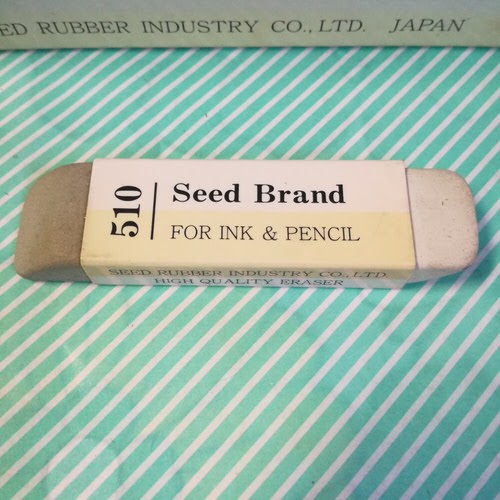 ED RUBBER INDUSTRY CO., LTD. JAPAN
510
Seed Brand
FOR INK & PENCIL
SEED RUBBER INDUSTRY CO., LTD.
HIGH QUALITY ERASER